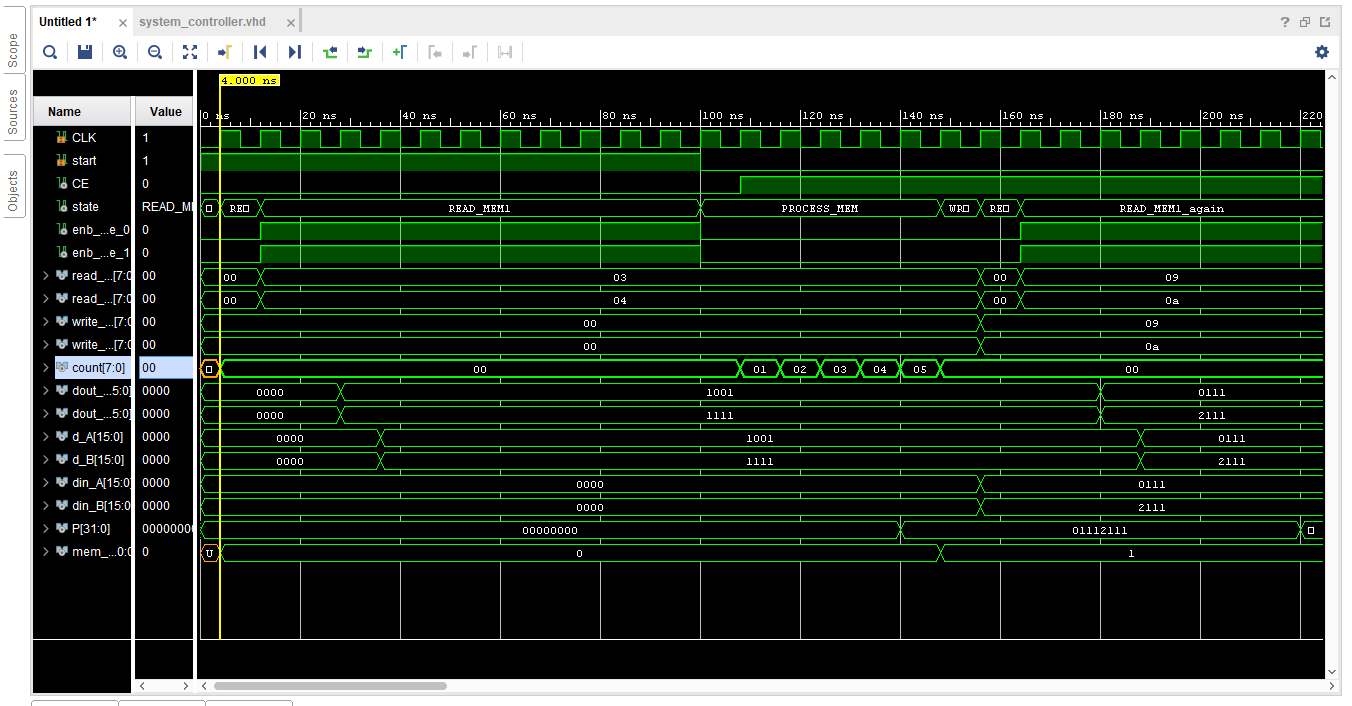 Untitled 1*
system_controller.vhd
?
Scope
Sources
Objects
4.000 ns
Name Value
0 ns 20 ns 40 ns 60 ns 80 ns 100 ns 120 ns 140 ns 160 ns 180 ns 200 ns 220
CLK 1
start 1
CE 0
state READ_M RE READ_MEM1 PROCESS_MEM WR RE READ_MEM1_again
enb_...e_0 0
enb_...e_1 0
read_...[7:0 00 00 03 00 09
read_...[7:0 00 00 04 00 0a
write_...[7:0 00 00 09
write_...[7:0 00 00 0a
count[7:0] 00 00 01 02 03 04 05 00
dout_...5:0] 0000 0000 1001 0111
dout_...5:0] 0000 0000 1111 2111
d_A[15:0] 0000 0000 1001 0111
d_B[15:0] 0000 0000 1111 2111
din_A[15:0] 0000 0000 0111
din_B[15:0 0000 0000 2111
P[31:0] 00000000 00000000 01112111
mem_...0:0 0 U 0 1